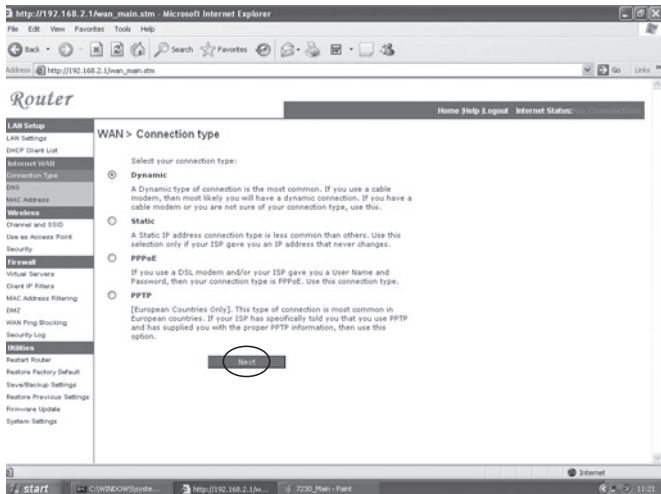 http://192.168.2.1/wan_main.stm - Microsoft Internet Explorer
File Edit View Favorites Tools Help
Back Search Favorites
Address http://192.168.2.1/wan_main.stm Go Links
Router
Home |Help |Logout Internet Status: No Connection
LAN Setup
LAN Settings
DHCP Client List
Internet WAN
Connection Type
DNS
MAC Address
Wireless
Channel and SSID
Use as Access Point
Security
Firewall
Virtual Servers
Client IP Filters
MAC Address Filtering
DMZ
WAN Ping Blocking
Security Log
Utilities
Restart Router
Restore Factory Default
Save/Backup Settings
Restore Previous Settings
Firmware Update
System Settings
WAN > Connection type
Select your connection type:
Dynamic
A Dynamic type of connection is the most common. If you use a cable
modem, then most likely you will have a dynamic connection. If you have a
cable modem or you are not sure of your connection type, use this.
Static
A Static IP address connection type is less common than others. Use this
selection only if your ISP gave you an IP address that never changes.
PPPoE
If you use a DSL modem and/or your ISP gave you a User Name and
Password, then your connection type is PPPoE. Use this connection type.
PPTP
[European Countries Only]. This type of connection is most common in
European countries. If your ISP has specifically told you that you use PPTP
and has supplied you with the proper PPTP information, then use this
option.
Next
Internet
start C:\WINDOWS\syste... http://192.168.2.1/w... 7230_Main - Paint 11:21